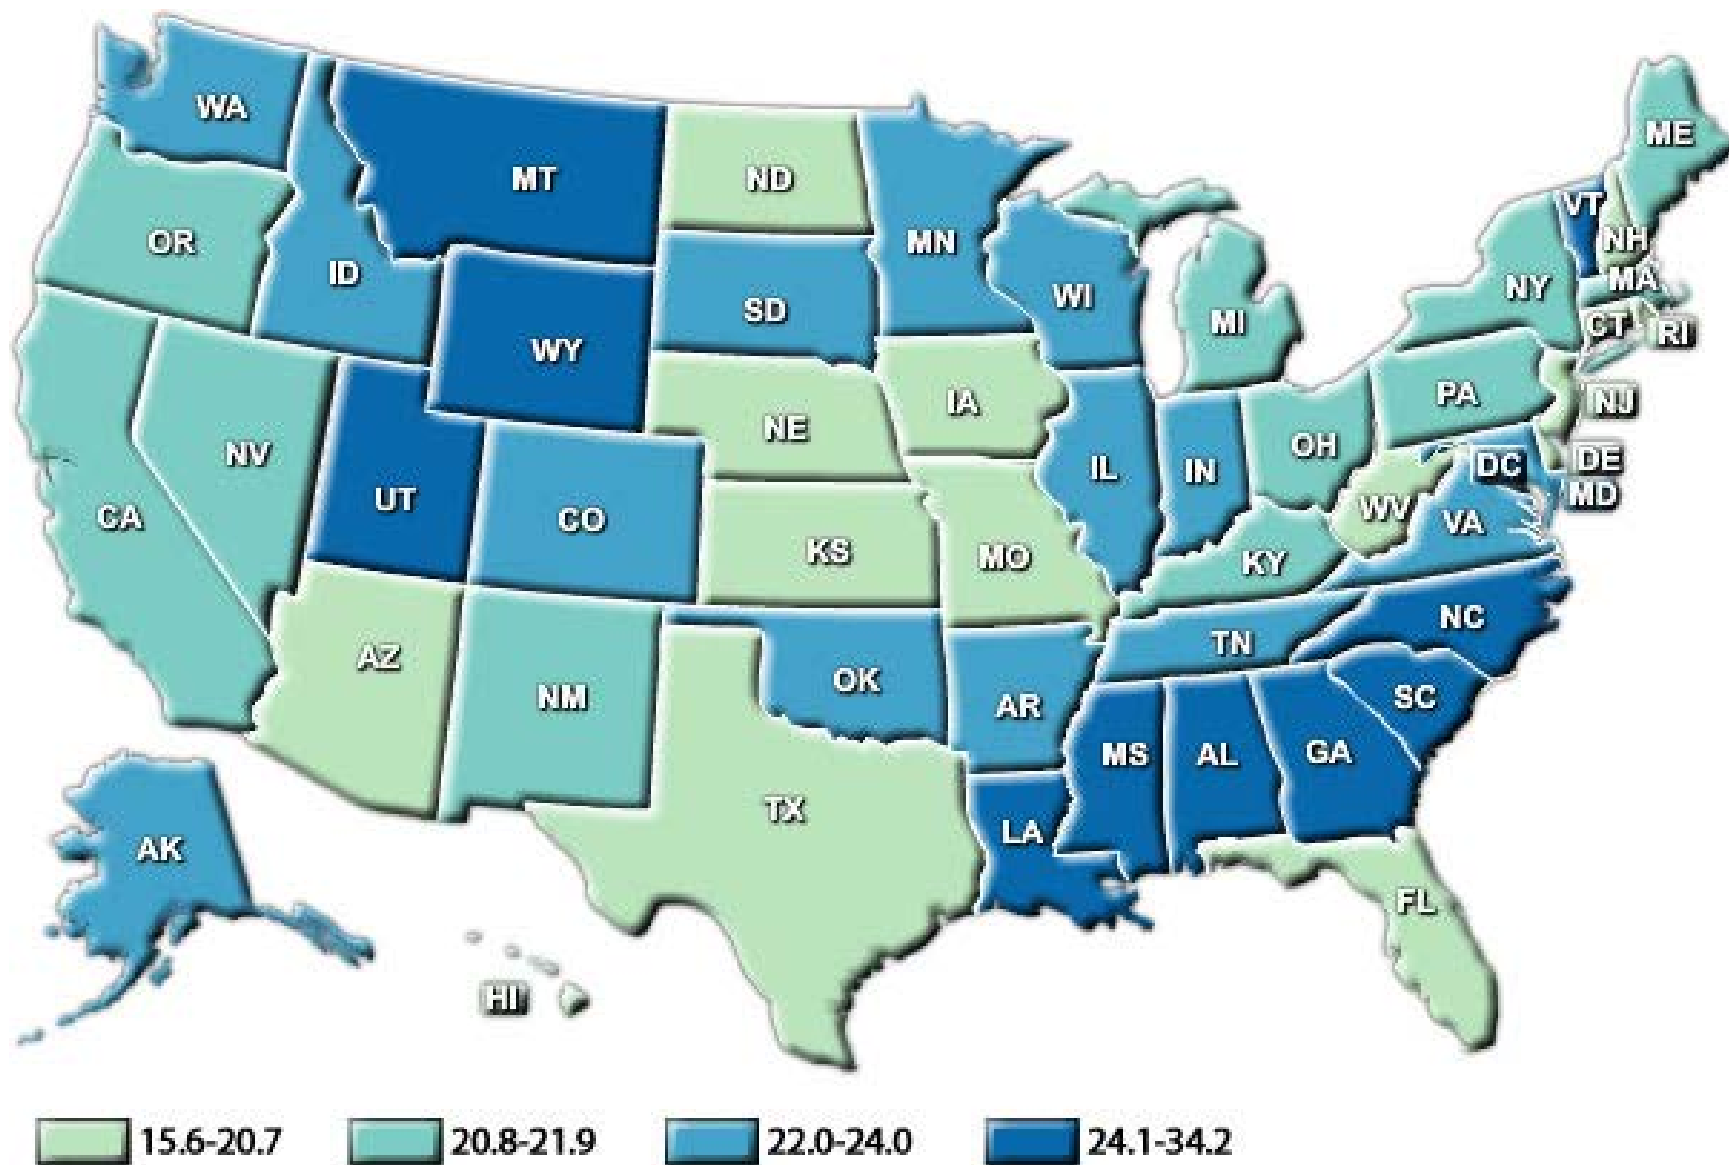 WA
MT
ND
MN
ME
VT
NH
OR
ID
SD
WI
MI
NY
MA
CT
RI
WY
NE
IA
PA
NJ
NV
UT
CO
IL
IN
OH
DC
DE
MD
CA
KS
MO
WV
VA
KY
AZ
NM
OK
AR
TN
NC
SC
MS
AL
GA
TX
LA
AK
FL
HI
15.6-20.7 20.8-21.9 22.0-24.0 24.1-34.2